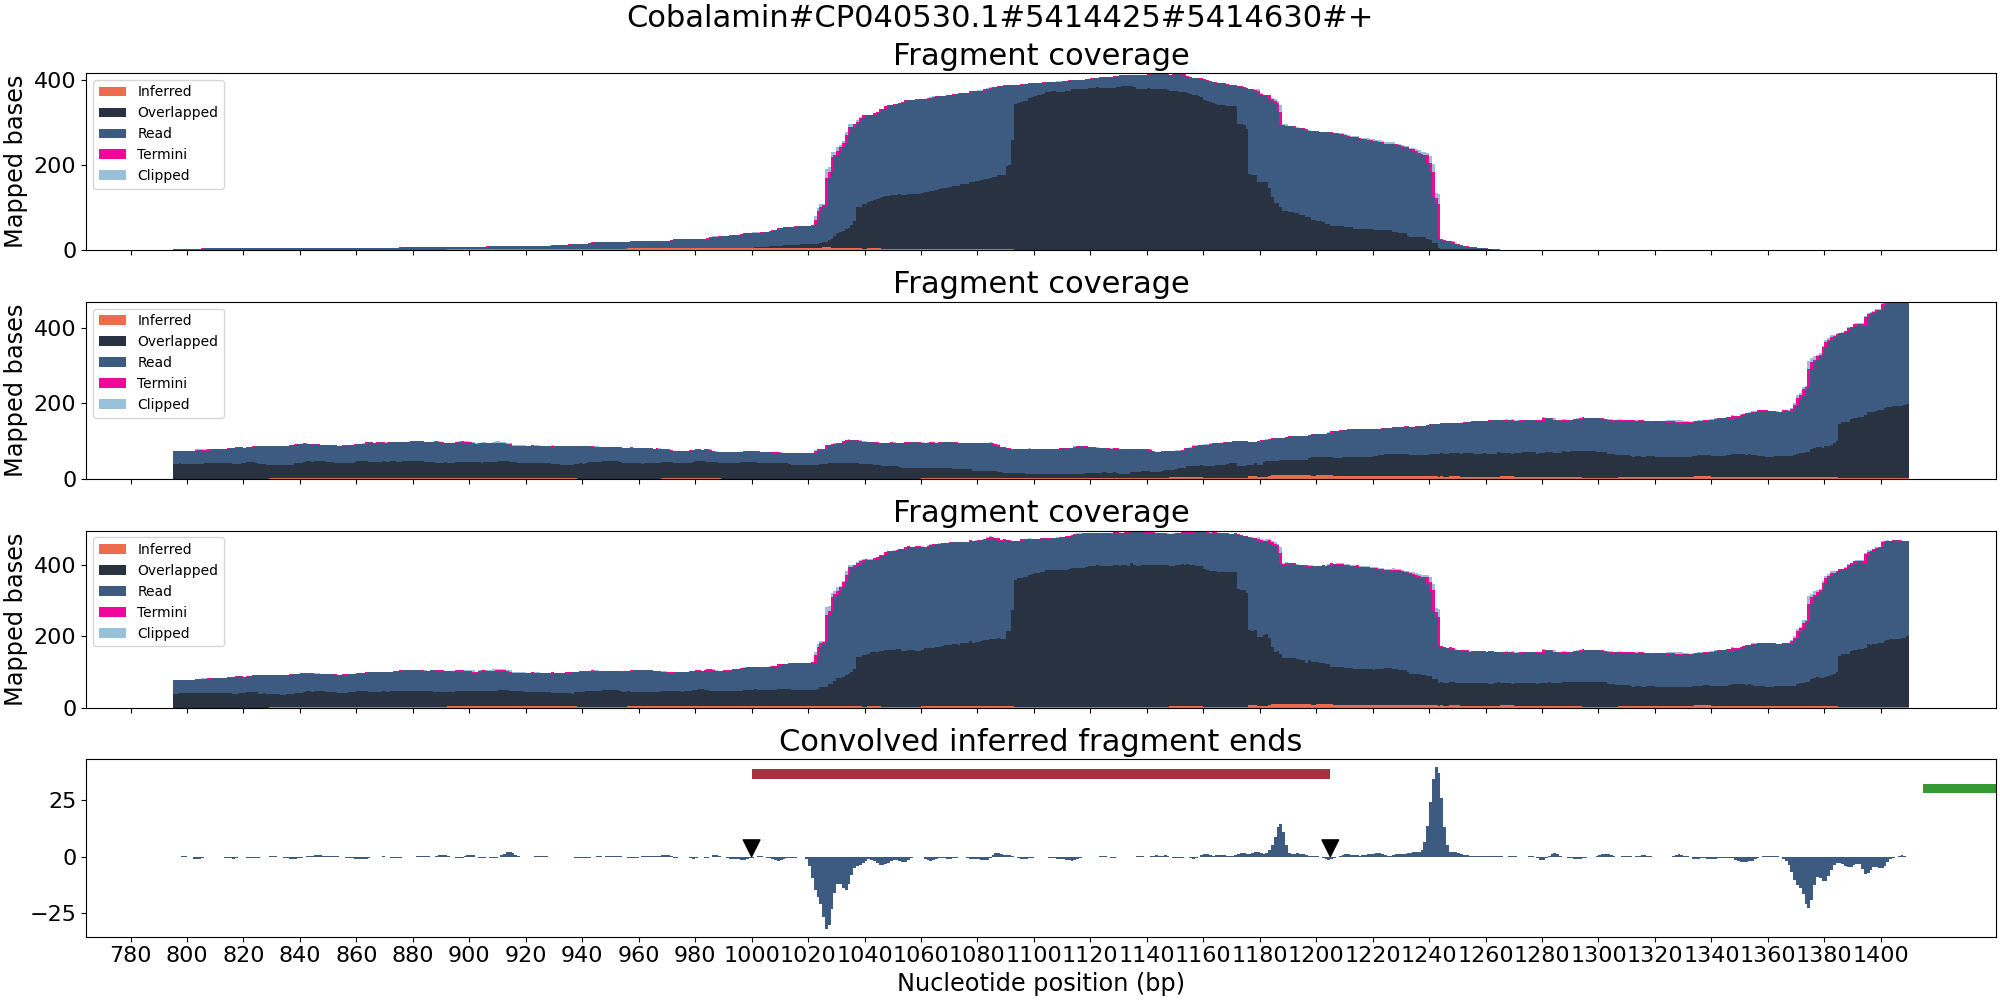 Cobalamin#CP040530.1#5414425#5414630#+
Fragment coverage
Mapped bases
400
200
0
Inferred
Overlapped
Read
Termini
Clipped
Fragment coverage
Mapped bases
400
200
0
Inferred
Overlapped
Read
Termini
Clipped
Fragment coverage
Mapped bases
400
200
0
Inferred
Overlapped
Read
Termini
Clipped
Convolved inferred fragment ends
25
0
−25
780 800 820 840 860 880 900 920 940 960 980 1000 1020 1040 1060 1080 1100 1120 1140 1160 1180 1200 1220 1240 1260 1280 1300 1320 1340 1360 1380 1400
Nucleotide position (bp)